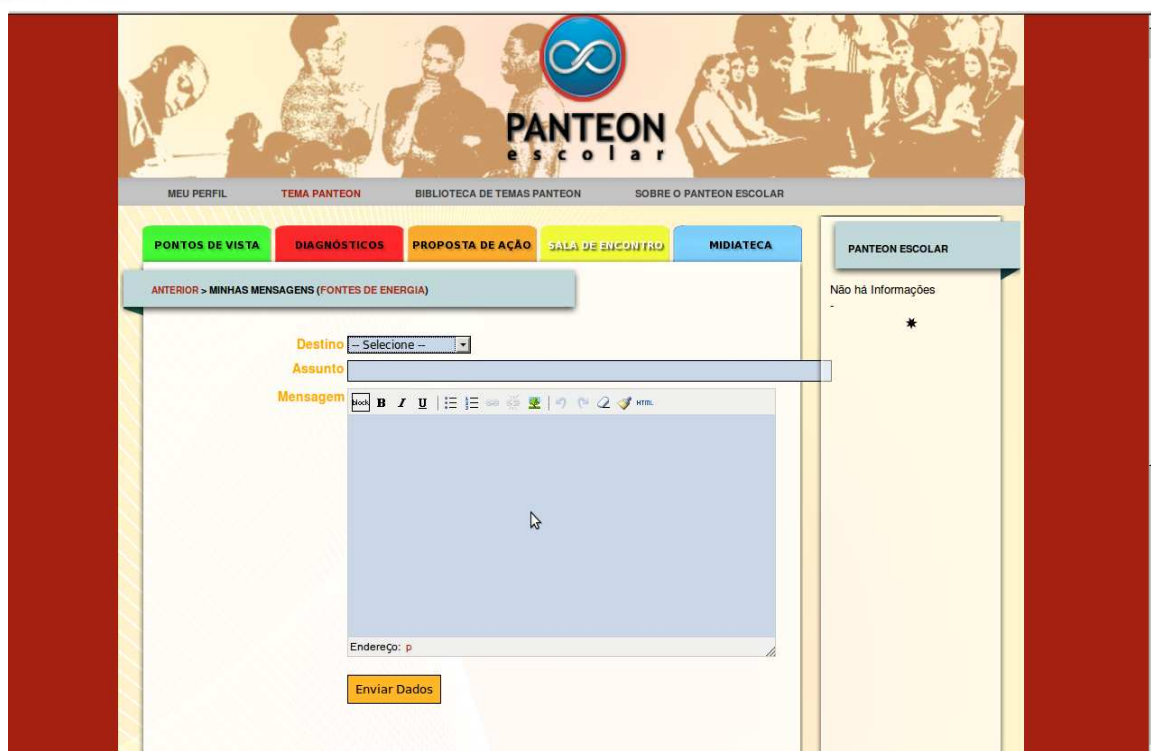 PANTEON
escolar
MEU PERFIL TEMA PANTEON BIBLIOTECA DE TEMAS PANTEON SOBRE O PANTEON ESCOLAR
PONTOS DE VISTA DIAGNÓSTICOS PROPOSTA DE AÇÃO SALA DE ENCONTRO MIDIATECA
ANTERIOR > MINHAS MENSAGENS (FONTES DE ENERGIA)
Destino -- Selecione --
Assunto
Mensagem
block B I U HTML
Endereço: p
Enviar Dados
PANTEON ESCOLAR
Não há Informações
-